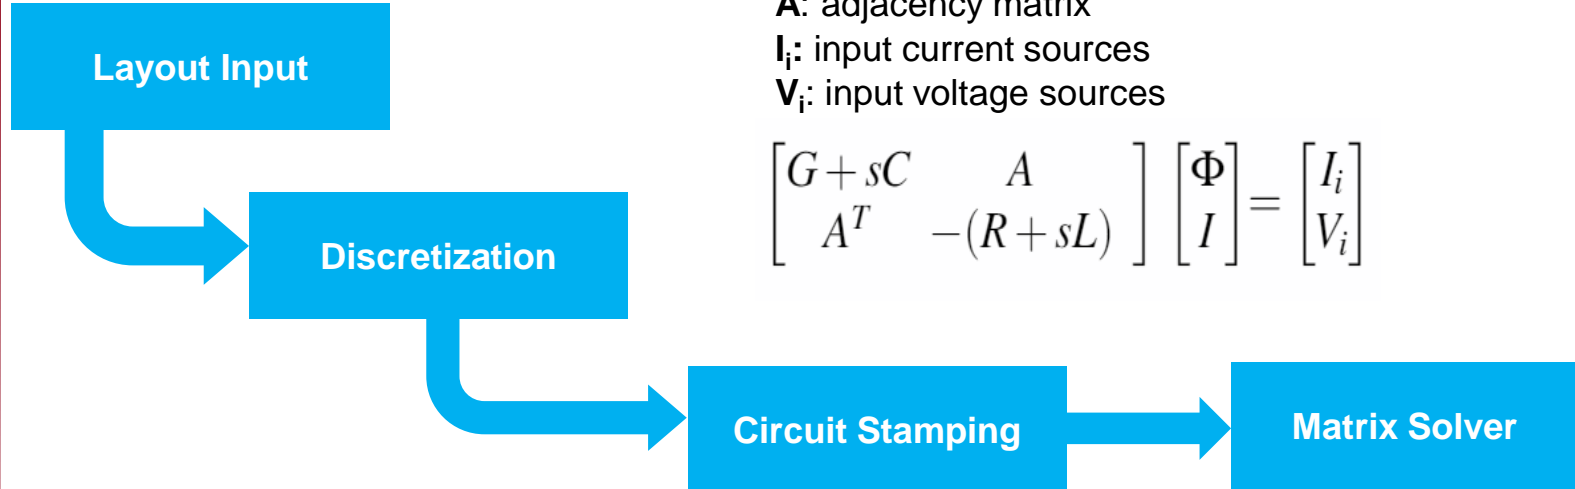 A: adjacency matrix
Iᵢ: input current sources
Vᵢ: input voltage sources
Layout Input
[G+sC A; Aᵀ −(R+sL)] [Φ; I] = [Iᵢ; Vᵢ]
Discretization
Circuit Stamping
Matrix Solver